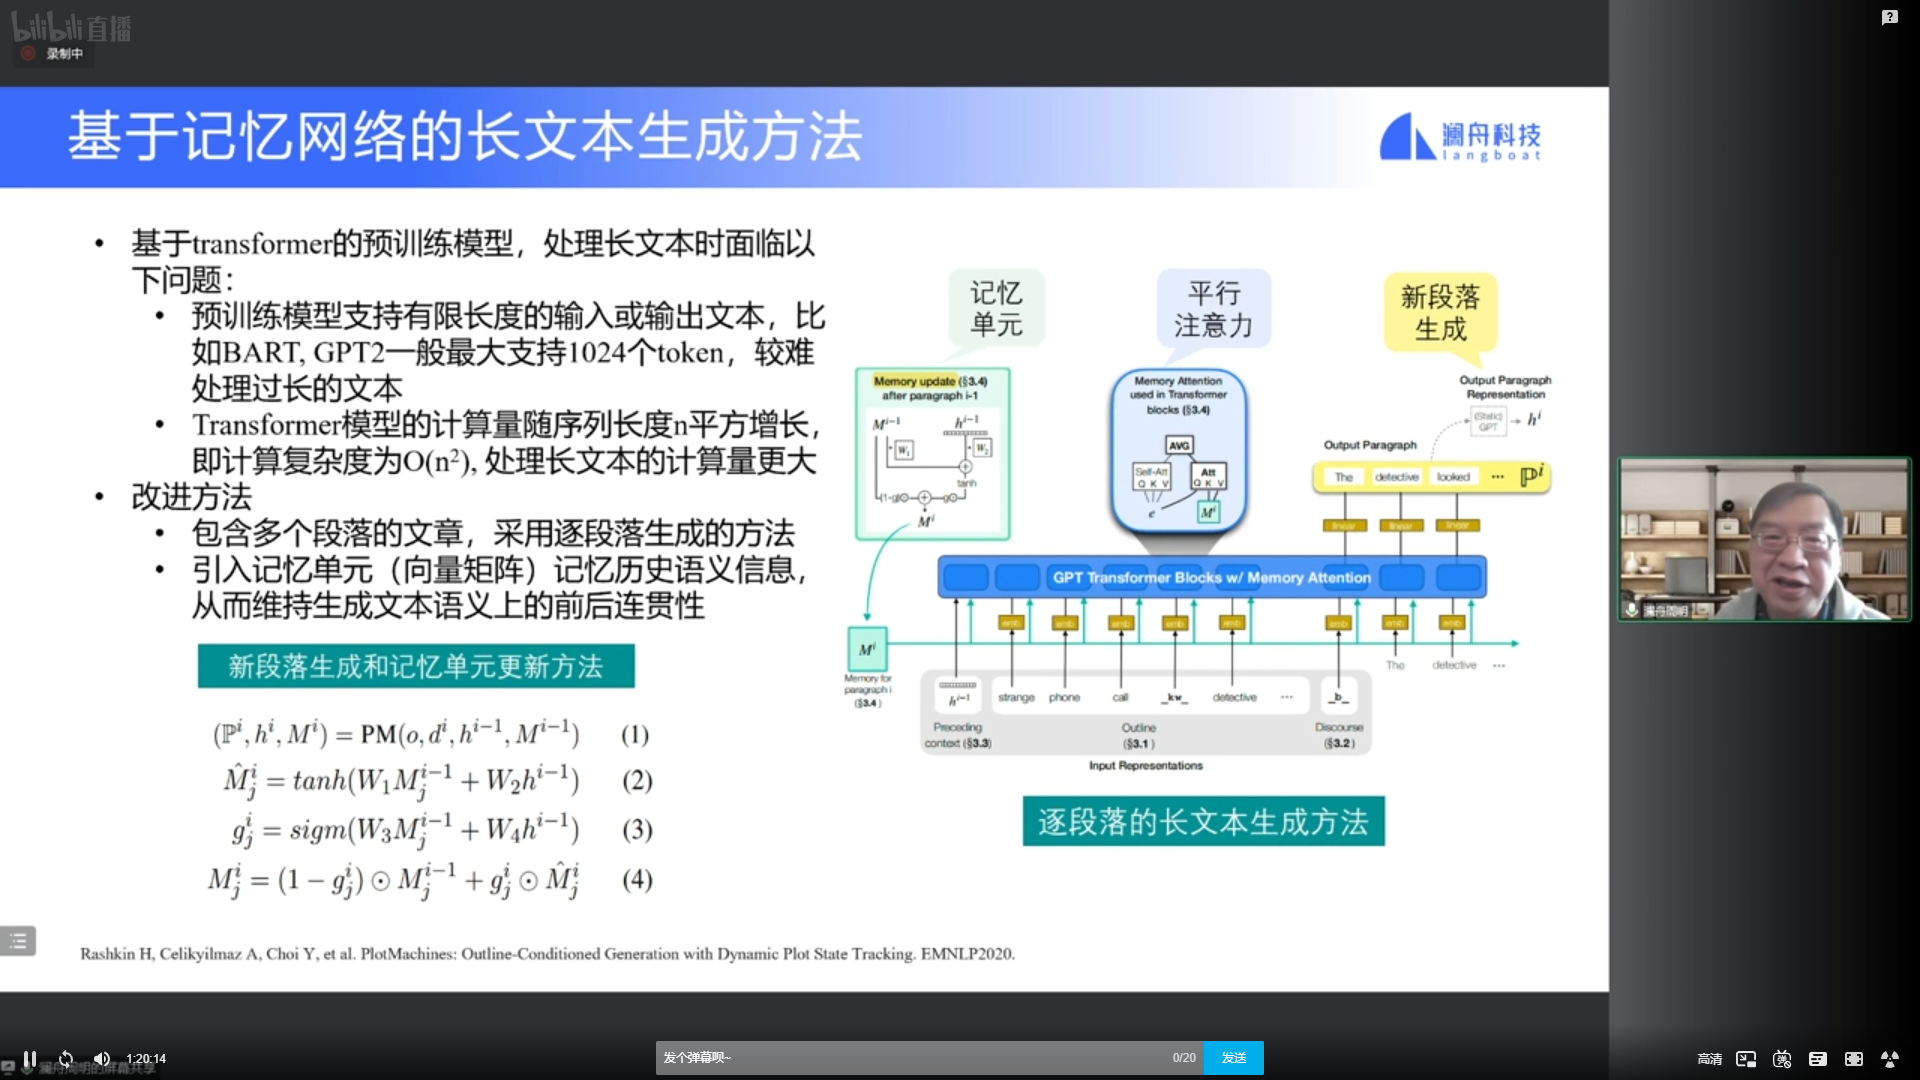 bilibili 直播
录制中
基于记忆网络的长文本生成方法
澜舟科技
langboat
• 基于transformer的预训练模型，处理长文本时面临以
下问题：
• 预训练模型支持有限长度的输入或输出文本，比
如BART, GPT2一般最大支持1024个token，较难
处理过长的文本
• Transformer模型的计算量随序列长度n平方增长，
即计算复杂度为O(n²), 处理长文本的计算量更大
• 改进方法
• 包含多个段落的文章，采用逐段落生成的方法
• 引入记忆单元（向量矩阵）记忆历史语义信息，
从而维持生成文本语义上的前后连贯性
新段落生成和记忆单元更新方法
(ℙ^i, h^i, M^i) = PM(o, d^i, h^{i-1}, M^{i-1}) (1)
M̂_j^i = tanh(W_1 M_j^{i-1} + W_2 h^{i-1}) (2)
g_j^i = sigm(W_3 M_j^{i-1} + W_4 h^{i-1}) (3)
M_j^i = (1 − g_j^i) ⊙ M_j^{i-1} + g_j^i ⊙ M̂_j^i (4)
记忆
单元
平行
注意力
新段落
生成
Memory update (§3.4)
after paragraph i-1
M^{i-1} h^{i-1}
W_1 W_2
tanh
(1-g)⊙ g⊙
M^i
Memory Attention
used in Transformer
blocks (§3.4)
AVG
Self-Att Att
Q K V Q K V
e M^i
Output Paragraph
Representation
(Static)
GPT
h^i
Output Paragraph
The detective looked ... ℙ^i
linear linear linear
GPT Transformer Blocks w/ Memory Attention
emb emb emb emb emb emb emb emb
M^i
Memory for
paragraph i
(§3.4)
The detective ...
h^{i-1} strange phone call _kw_ detective ... _b_
Preceding
context (§3.3)
Outline
(§3.1)
Discourse
(§3.2)
Input Representations
逐段落的长文本生成方法
Rashkin H, Celikyilmaz A, Choi Y, et al. PlotMachines: Outline-Conditioned Generation with Dynamic Plot State Tracking. EMNLP2020.
澜舟周明
1:20:14
澜舟周明的屏幕共享
发个弹幕呗~
0/20
发送
高清